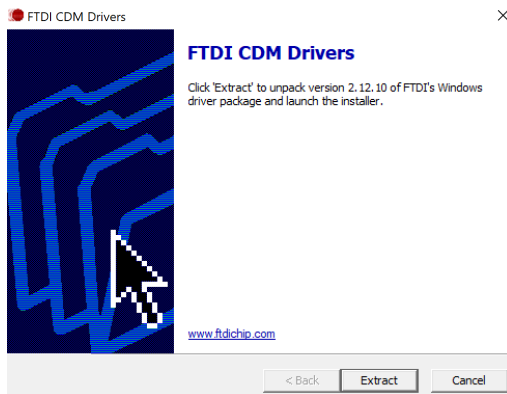 FTDI CDM Drivers
FTDI CDM Drivers
Click 'Extract' to unpack version 2.12.10 of FTDI's Windows
driver package and launch the installer.
www.ftdichip.com
< Back
Extract
Cancel